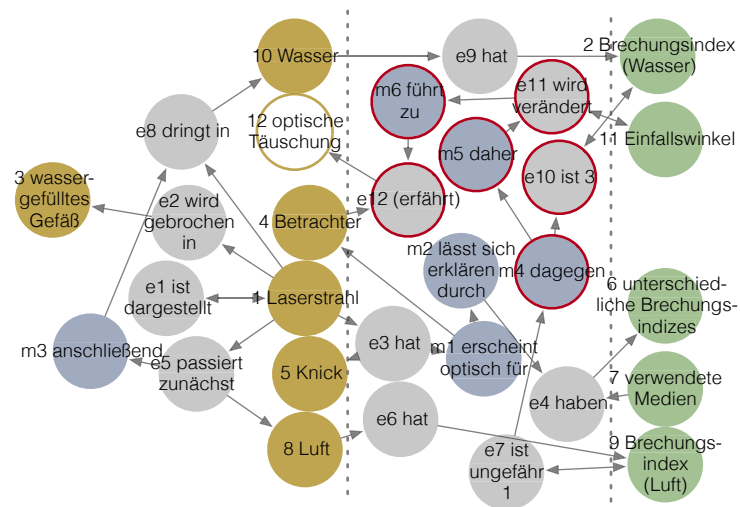 10 Wasser
e9 hat
2 Brechungsindex
(Wasser)
m6 führt
zu
e11 wird
verändert
12 optische
Täuschung
e8 dringt in
11 Einfallswinkel
m5 daher
3 wasser-
gefülltes
Gefäß
e2 wird
gebrochen
in
e12 (erfährt)
e10 ist 3
4 Betrachter
m2 lässt sich
erklären
durch
m4 dagegen
e1 ist
dargestellt
1 Laserstrahl
6 unterschied-
liche Brechungs-
indizes
m3 anschließend
e5 passiert
zunächst
e3 hat
m1 erscheint
optisch für
5 Knick
7 verwendete
Medien
e4 haben
e6 hat
8 Luft
e7 ist
ungefähr
1
9 Brechungs-
index
(Luft)